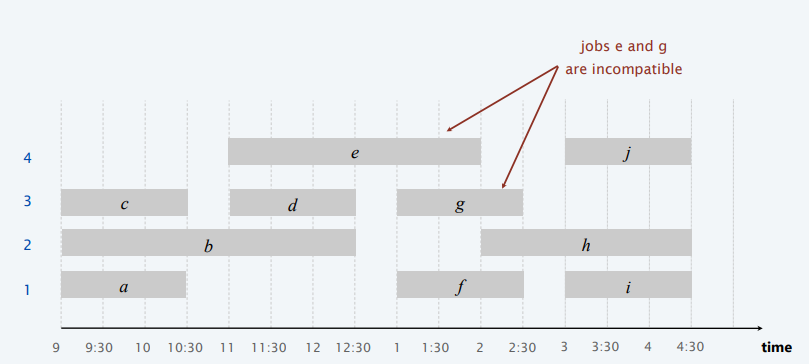 jobs e and g
are incompatible
4
e
j
3
c
d
g
2
b
h
1
a
f
i
9 9:30 10 10:30 11 11:30 12 12:30 1 1:30 2 2:30 3 3:30 4 4:30 time